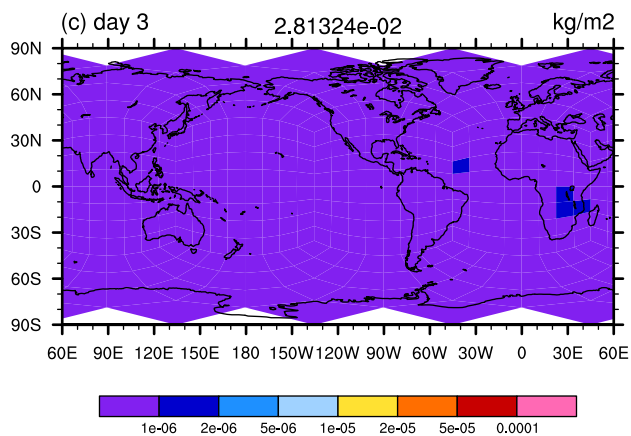 (c) day 3 2.81324e-02 kg/m2
90N
60N
30N
0
30S
60S
90S
60E 90E 120E 150E 180 150W 120W 90W 60W 30W 0 30E 60E
1e-06 2e-06 5e-06 1e-05 2e-05 5e-05 0.0001